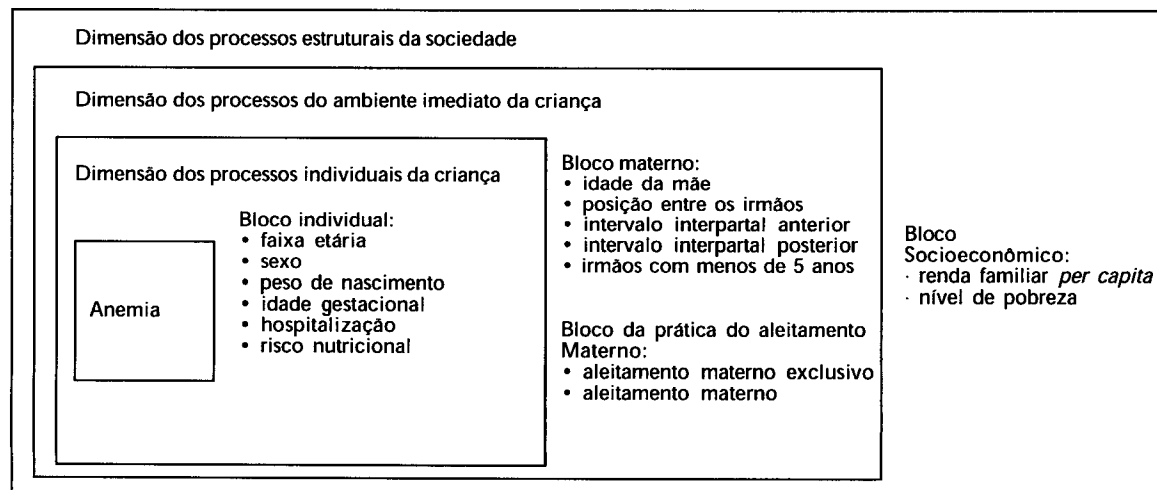 Dimensão dos processos estruturais da sociedade
Dimensão dos processos do ambiente imediato da criança
Dimensão dos processos individuais da criança
Anemia
Bloco individual:
• faixa etária
• sexo
• peso de nascimento
• idade gestacional
• hospitalização
• risco nutricional
Bloco materno:
• idade da mãe
• posição entre os irmãos
• intervalo interpartal anterior
• intervalo interpartal posterior
• irmãos com menos de 5 anos
Bloco da prática do aleitamento
Materno:
• aleitamento materno exclusivo
• aleitamento materno
Bloco
Socioeconômico:
· renda familiar per capita
· nível de pobreza